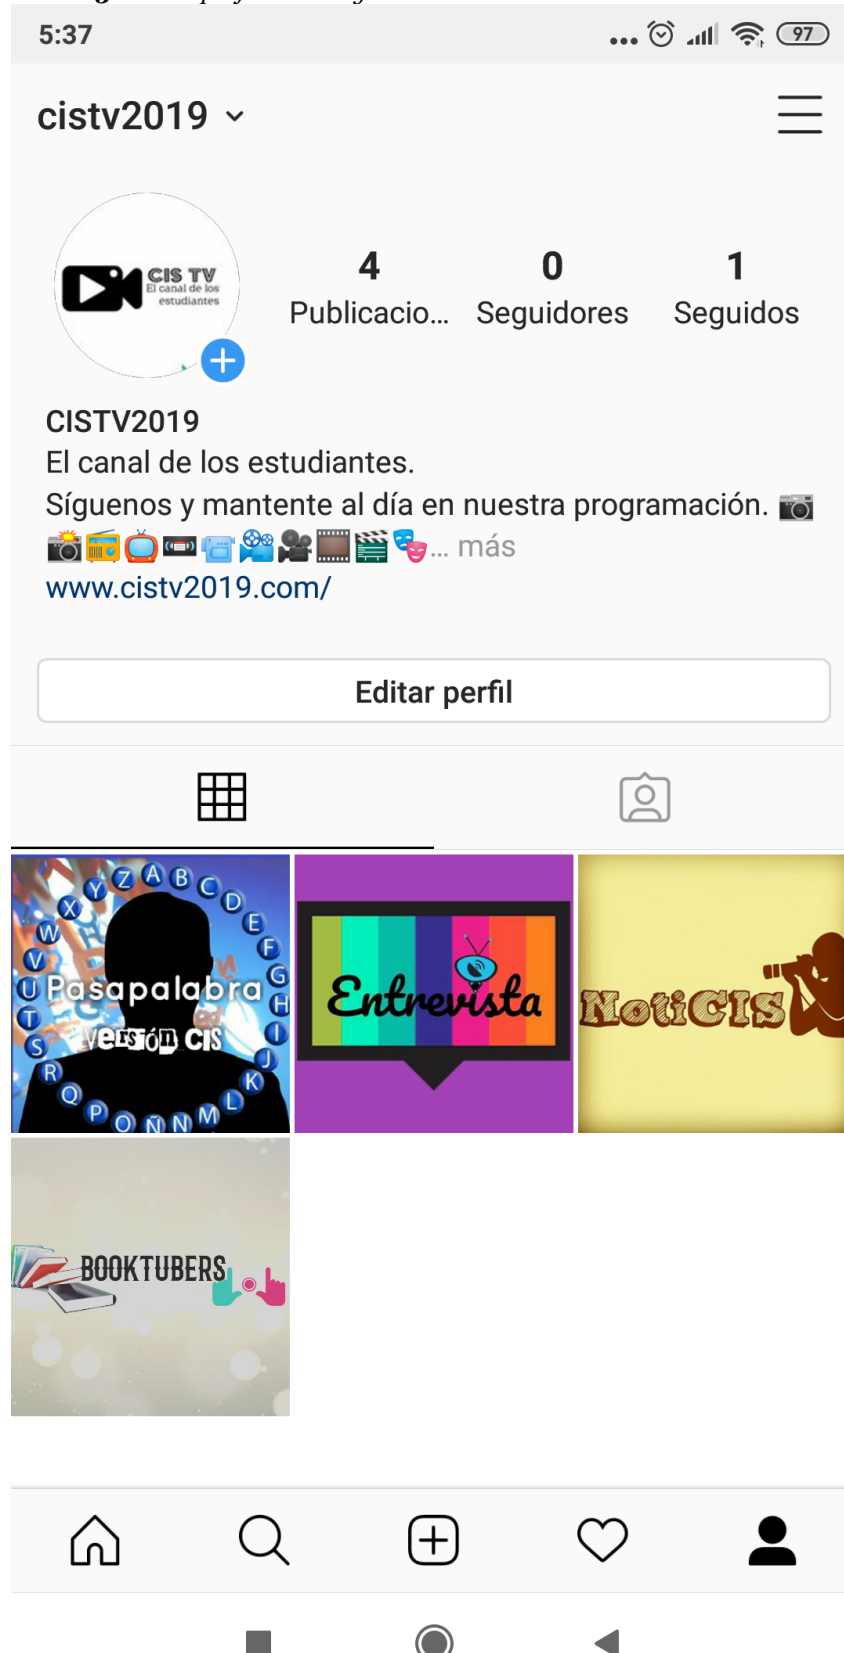 5:37
97
cistv2019
CIS TV
El canal de los
estudiantes
4
0
1
Publicacio...
Seguidores
Seguidos
CISTV2019
El canal de los estudiantes.
Síguenos y mantente al día en nuestra programación. 📷
📸📻📺📼📹📽🎥🎞🎬🎭... más
www.cistv2019.com/
Editar perfil
A B C D E F G H I J K L M N Ñ O P Q R S T U V W X Y Z
Pasapalabra
versión CIS
Entrevista
NotiCIS
BOOKTUBERS